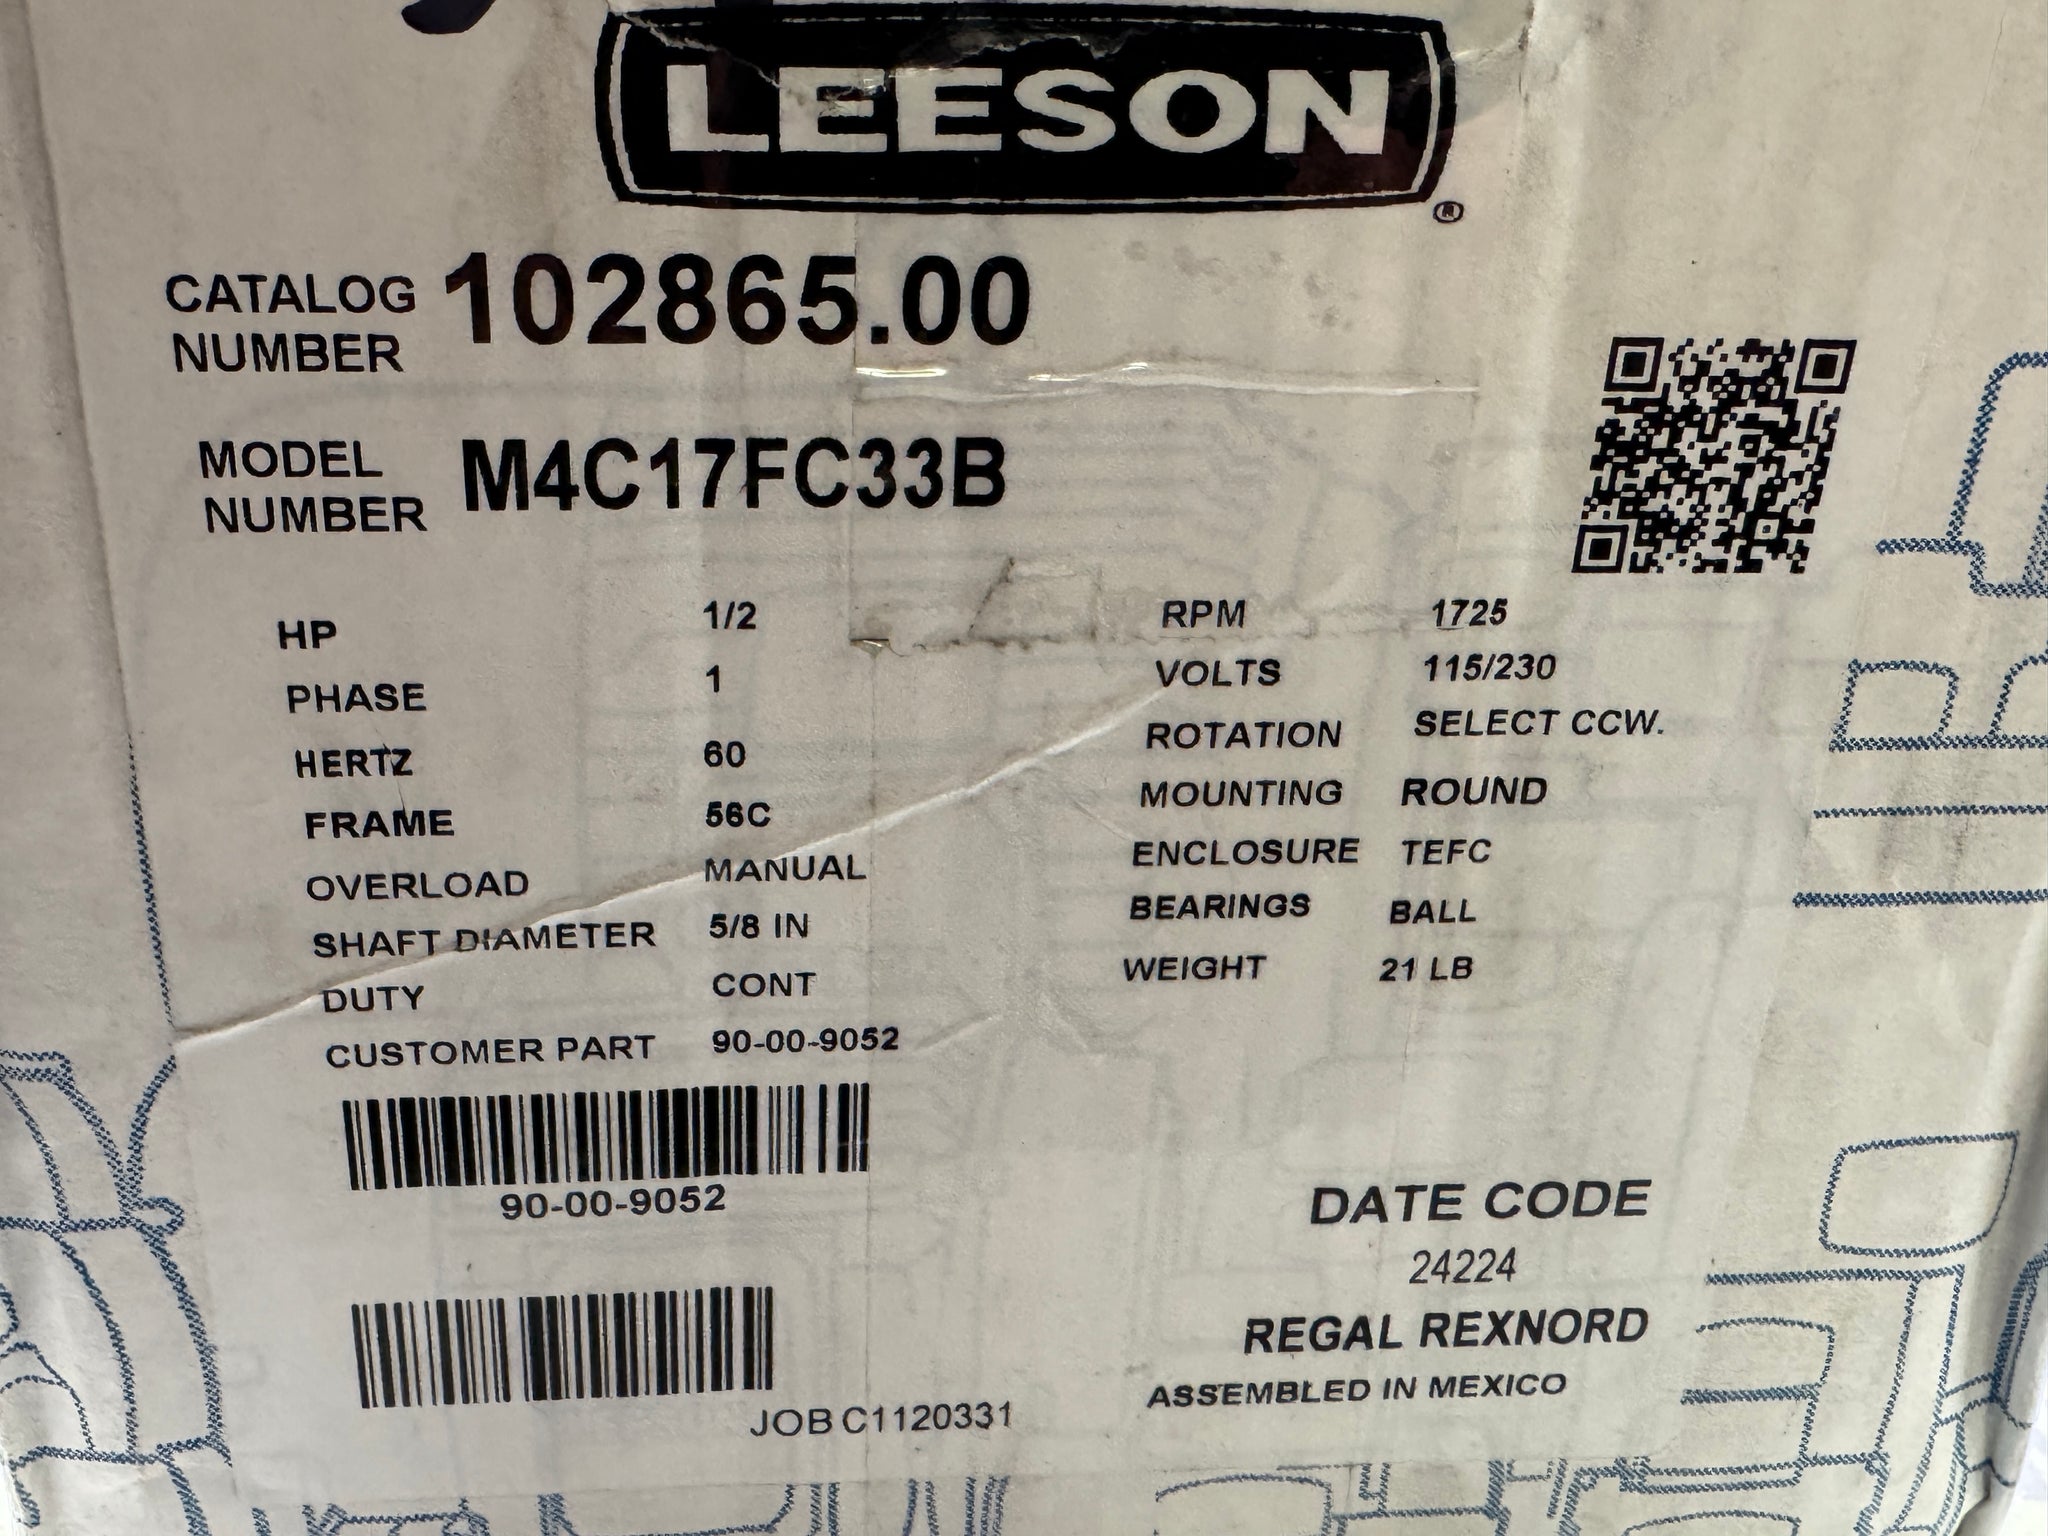 LEESON
®
CATALOG NUMBER 102865.00
MODEL NUMBER M4C17FC33B
HP 1/2
PHASE 1
HERTZ 60
FRAME 56C
OVERLOAD MANUAL
SHAFT DIAMETER 5/8 IN
DUTY CONT
CUSTOMER PART 90-00-9052
RPM 1725
VOLTS 115/230
ROTATION SELECT CCW.
MOUNTING ROUND
ENCLOSURE TEFC
BEARINGS BALL
WEIGHT 21 LB
90-00-9052
JOB C1120331
DATE CODE
24224
REGAL REXNORD
ASSEMBLED IN MEXICO